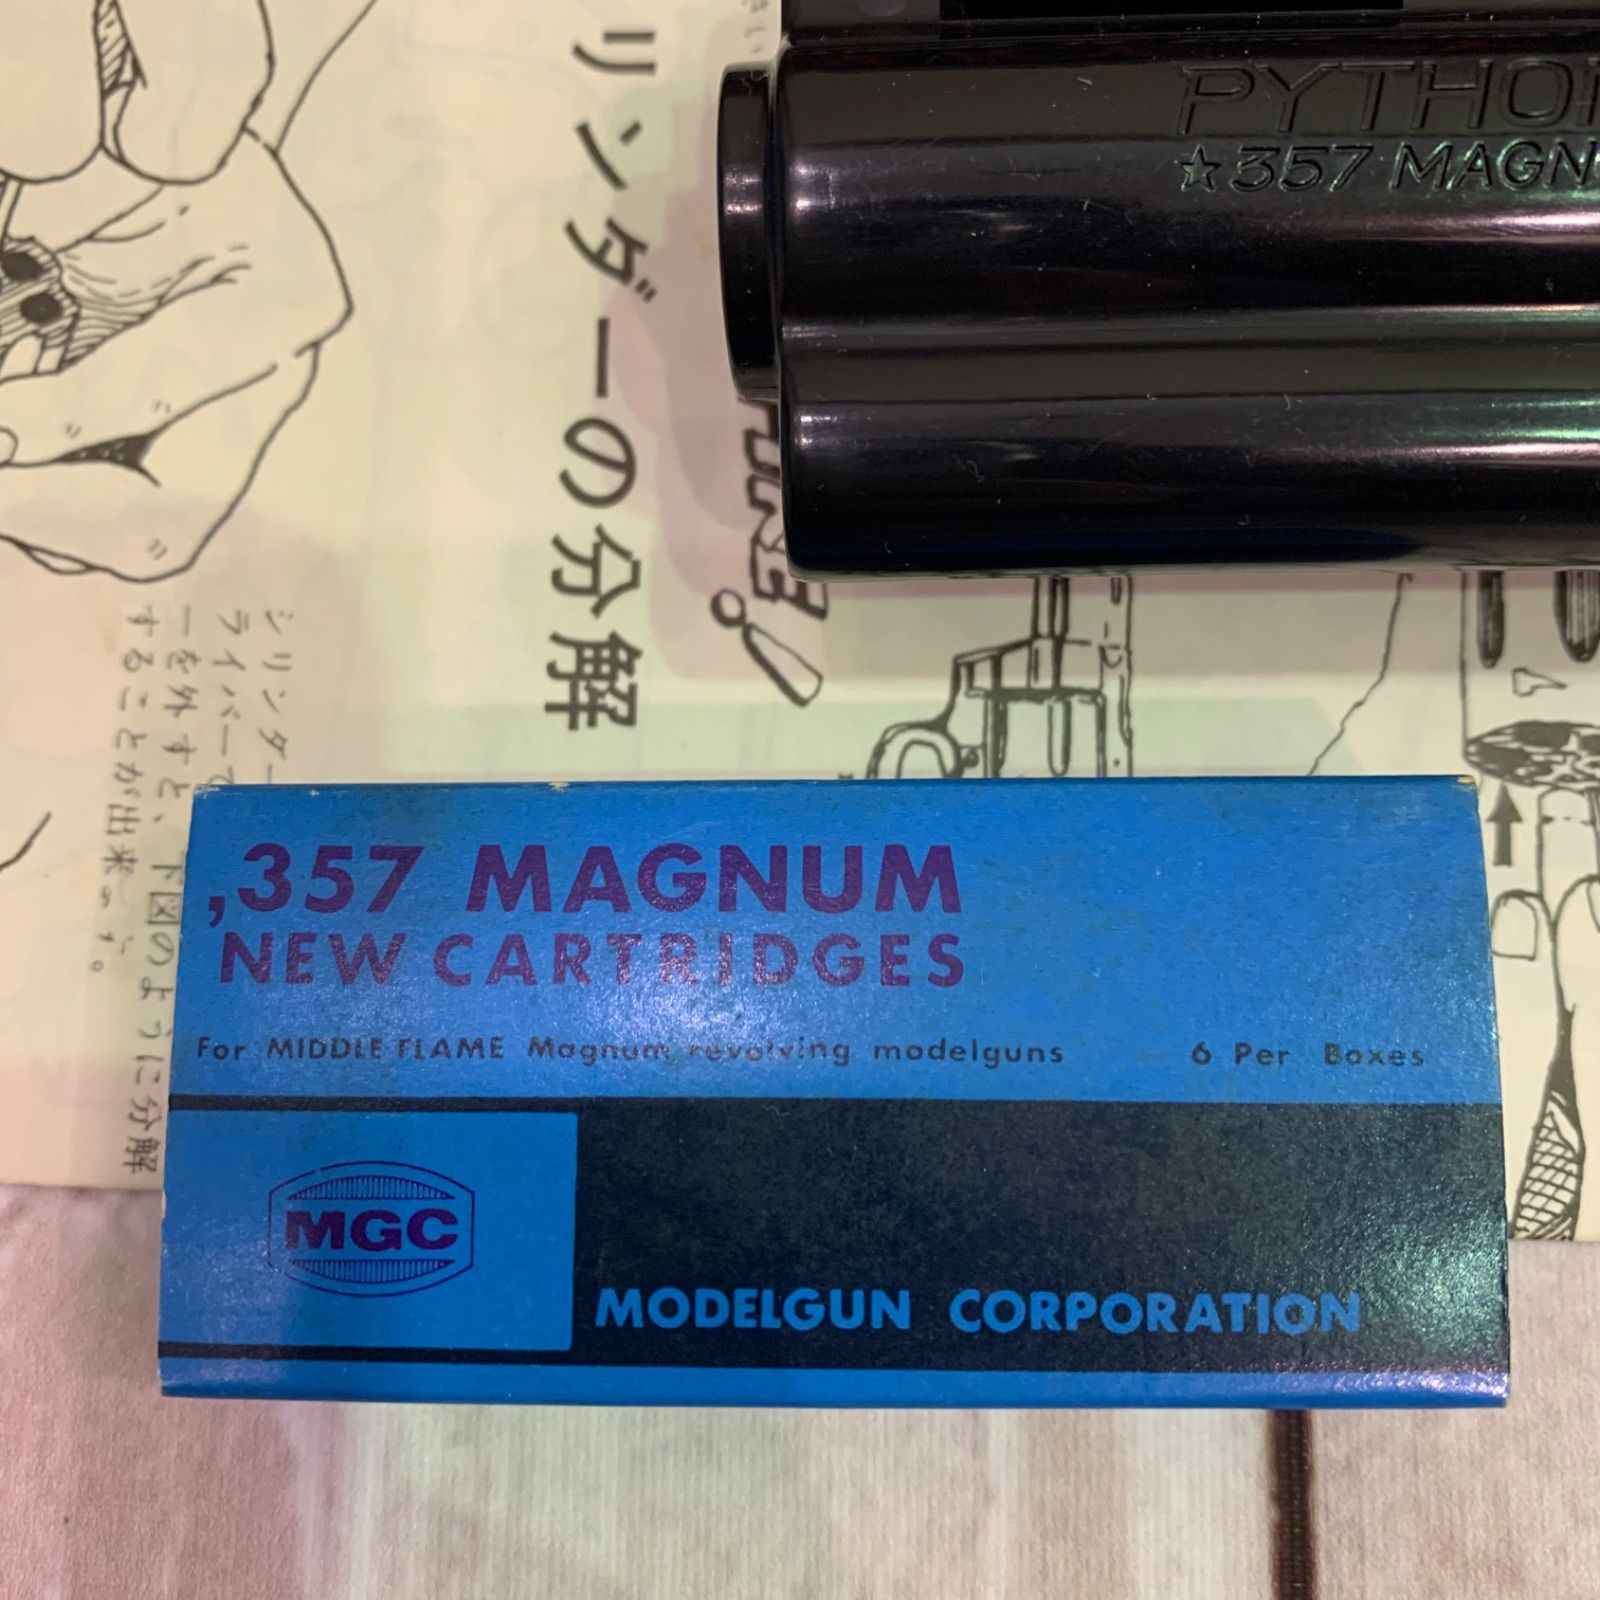 PYTHON
☆357 MAGN
リンダーの分解
シリンダー
ライバーで
ーを外すと、下図のように分解
することが出来ます。
,357 MAGNUM
NEW CARTRIDGES
For MIDDLE FLAME Magnum revolving modelguns 6 Per Boxes
MGC
MODELGUN CORPORATION